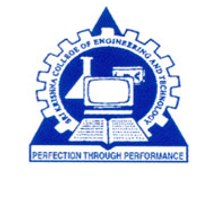 SRI KRISHNA COLLEGE OF ENGINEERING AND TECHNOLOGY
PERFECTION THROUGH PERFORMANCE